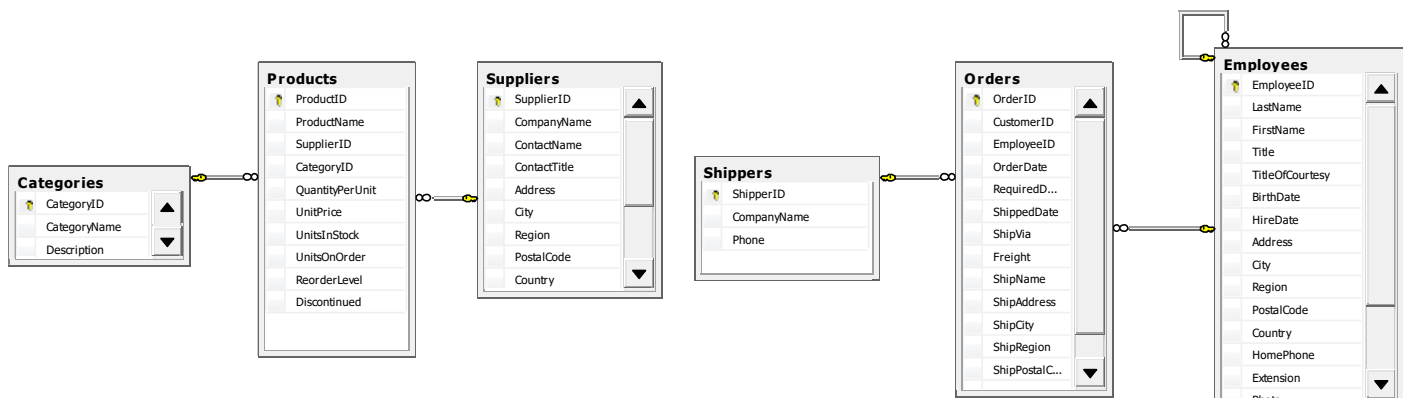 Categories
CategoryID
CategoryName
Description
Products
ProductID
ProductName
SupplierID
CategoryID
QuantityPerUnit
UnitPrice
UnitsInStock
UnitsOnOrder
ReorderLevel
Discontinued
Suppliers
SupplierID
CompanyName
ContactName
ContactTitle
Address
City
Region
PostalCode
Country
Shippers
ShipperID
CompanyName
Phone
Orders
OrderID
CustomerID
EmployeeID
OrderDate
RequiredD...
ShippedDate
ShipVia
Freight
ShipName
ShipAddress
ShipCity
ShipRegion
ShipPostalC...
Employees
EmployeeID
LastName
FirstName
Title
TitleOfCourtesy
BirthDate
HireDate
Address
City
Region
PostalCode
Country
HomePhone
Extension